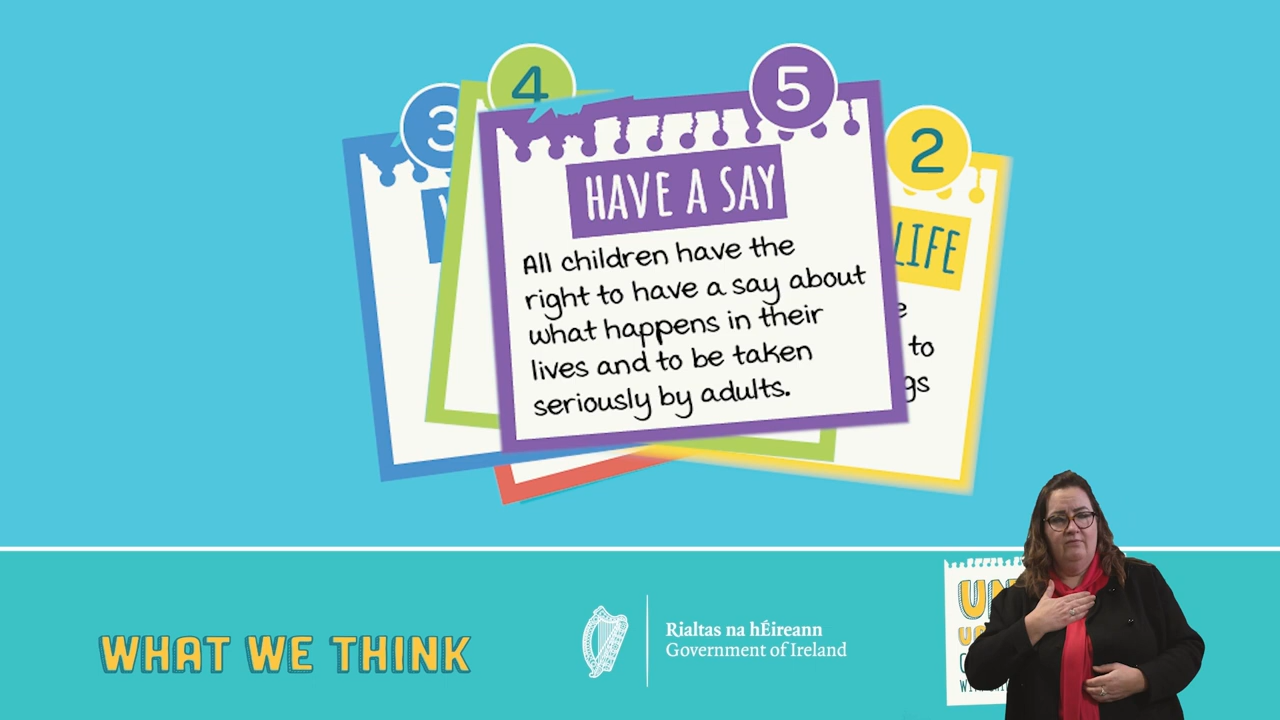 3
4
5
2
HAVE A SAY
All children have the
right to have a say about
what happens in their
lives and to be taken
seriously by adults.
LIFE
to
WHAT WE THINK
Rialtas na hÉireann
Government of Ireland